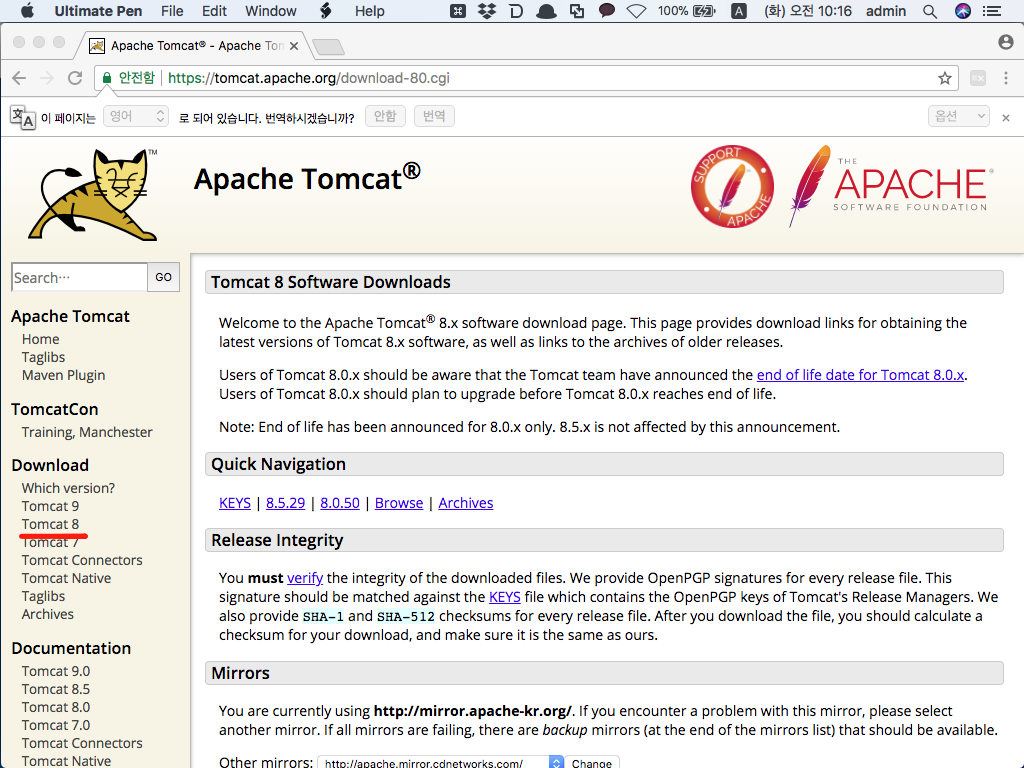 Ultimate Pen File Edit Window Help 100% A (화) 오전 10:16 admin
Apache Tomcat® - Apache Tom
안전함 https://tomcat.apache.org/download-80.cgi
이 페이지는 영어 로 되어 있습니다. 번역하시겠습니까? 안함 번역 옵션
TM
Apache Tomcat®
SUPPORT APACHE
THE
APACHE®
SOFTWARE FOUNDATION
Search··· GO
Apache Tomcat
Home
Taglibs
Maven Plugin
TomcatCon
Training, Manchester
Download
Which version?
Tomcat 9
Tomcat 8
Tomcat 7
Tomcat Connectors
Tomcat Native
Taglibs
Archives
Documentation
Tomcat 9.0
Tomcat 8.5
Tomcat 8.0
Tomcat 7.0
Tomcat Connectors
Tomcat Native
Tomcat 8 Software Downloads
Welcome to the Apache Tomcat® 8.x software download page. This page provides download links for obtaining the
latest versions of Tomcat 8.x software, as well as links to the archives of older releases.
Users of Tomcat 8.0.x should be aware that the Tomcat team have announced the end of life date for Tomcat 8.0.x.
Users of Tomcat 8.0.x should plan to upgrade before Tomcat 8.0.x reaches end of life.
Note: End of life has been announced for 8.0.x only. 8.5.x is not affected by this announcement.
Quick Navigation
KEYS | 8.5.29 | 8.0.50 | Browse | Archives
Release Integrity
You must verify the integrity of the downloaded files. We provide OpenPGP signatures for every release file. This
signature should be matched against the KEYS file which contains the OpenPGP keys of Tomcat's Release Managers. We
also provide SHA-1 and SHA-512 checksums for every release file. After you download the file, you should calculate a
checksum for your download, and make sure it is the same as ours.
Mirrors
You are currently using http://mirror.apache-kr.org/. If you encounter a problem with this mirror, please select
another mirror. If all mirrors are failing, there are backup mirrors (at the end of the mirrors list) that should be available.
Other mirrors: http://apache.mirror.cdnetworks.com/ Change